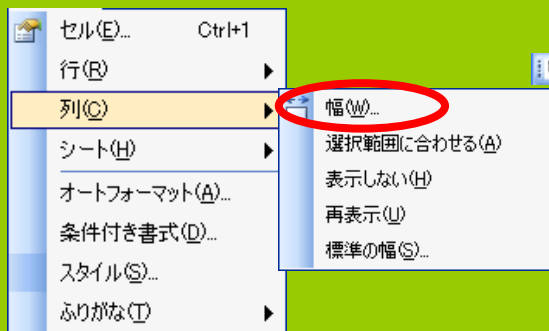 セル(E)... Ctrl+1
行(R)
列(C)
シート(H)
オートフォーマット(A)...
条件付き書式(D)...
スタイル(S)...
ふりがな(T)
幅(W)...
選択範囲に合わせる(A)
表示しない(H)
再表示(U)
標準の幅(S)...